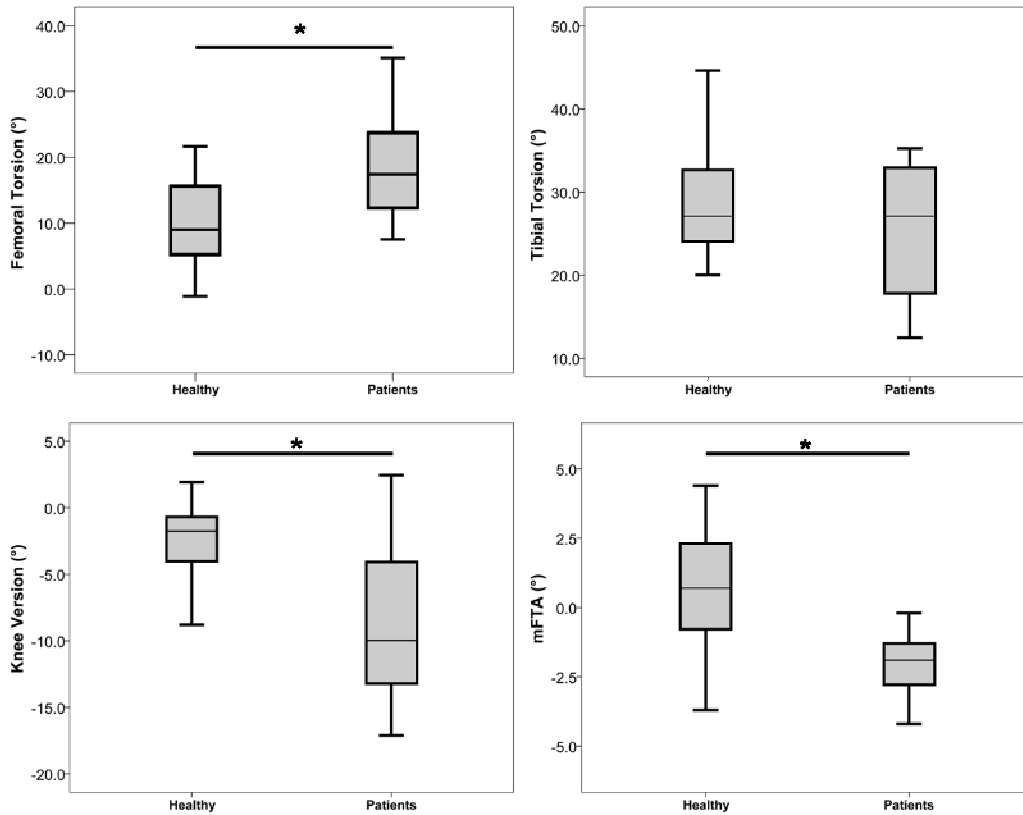 Femoral Torsion (°)
40.0
30.0
20.0
10.0
0.0
-10.0
*
Healthy
Patients
Tibial Torsion (°)
50.0
40.0
30.0
20.0
10.0
Healthy
Patients
Knee Version (°)
5.0
0.0
-5.0
-10.0
-15.0
-20.0
*
Healthy
Patients
mFTA (°)
5.0
2.5
0.0
-2.5
-5.0
*
Healthy
Patients